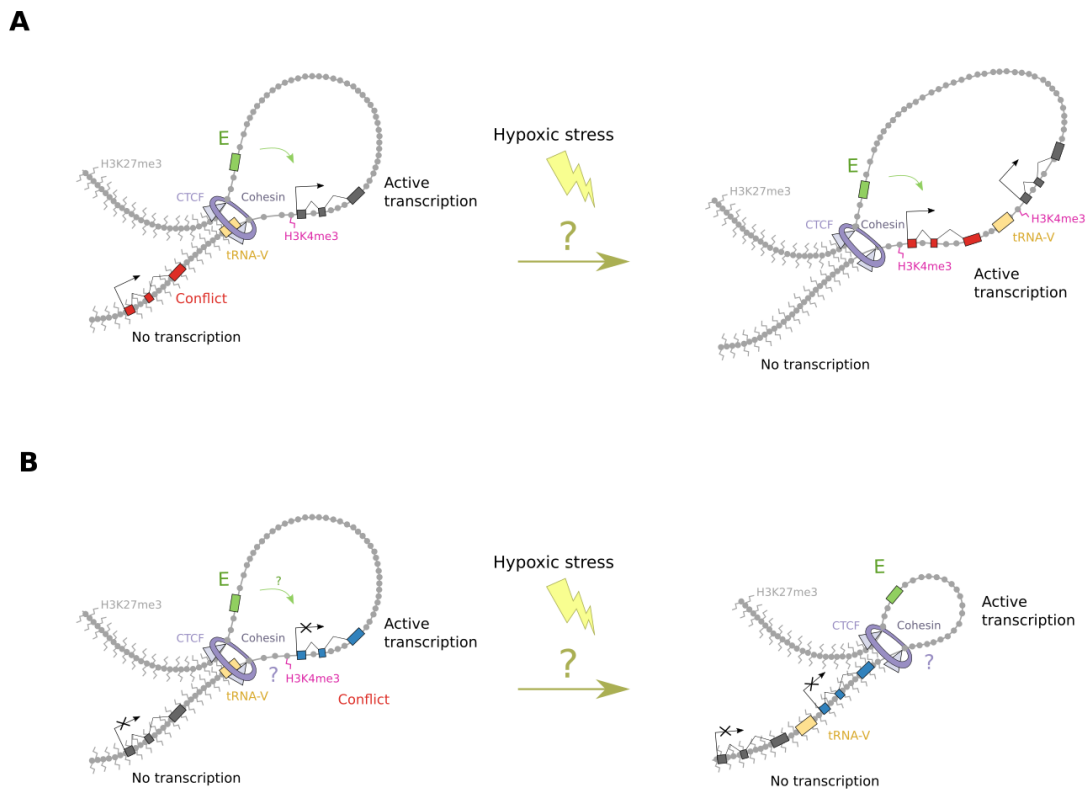 A
Hypoxic stress
?
E
H3K27me3
CTCF
Cohesin
Active
transcription
H3K4me3
tRNA-V
Conflict
No transcription
E
H3K27me3
CTCF
Cohesin
H3K4me3
tRNA-V
H3K4me3
Active
transcription
No transcription
B
Hypoxic stress
?
E
?
H3K27me3
CTCF
Cohesin
Active
transcription
?
H3K4me3
tRNA-V
Conflict
No transcription
E
H3K27me3
CTCF
Cohesin
Active
transcription
?
tRNA-V
No transcription